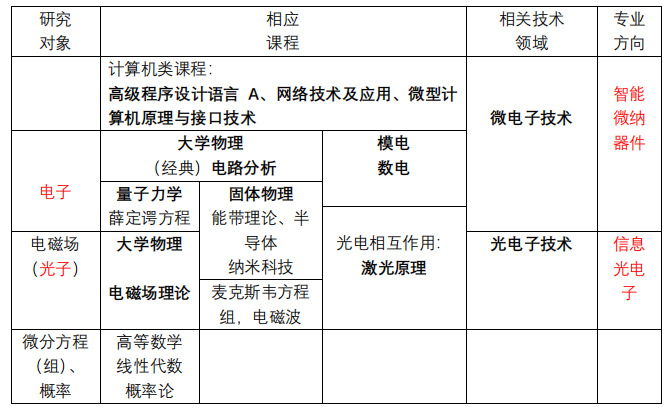 研究
对象
相应
课程
相关技术
领域
专业
方向
计算机类课程：
高级程序设计语言 A、网络技术及应用、微型计
算机原理与接口技术
微电子技术
智能
微纳
器件
电子
大学物理
（经典）电路分析
模电
数电
量子力学
薛定谔方程
固体物理
能带理论、半
导体
纳米科技
电磁场
（光子）
大学物理
电磁场理论
麦克斯韦方程
组，电磁波
光电相互作用：
激光原理
光电子技术
信息
光电
子
微分方程
（组）、
概率
高等数学
线性代数
概率论